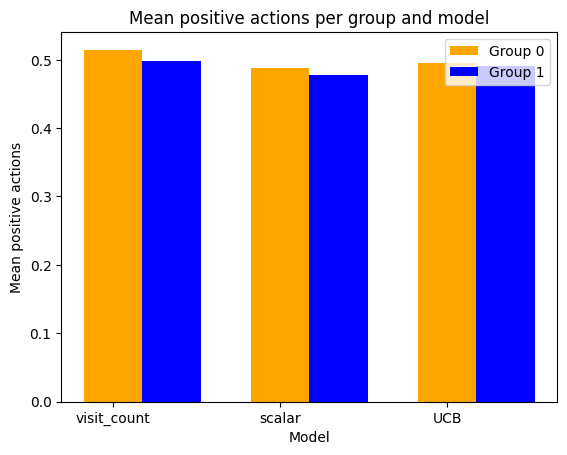 Mean positive actions per group and model
Group 0
Group 1
Mean positive actions
0.5
0.4
0.3
0.2
0.1
0.0
visit_count scalar UCB
Model